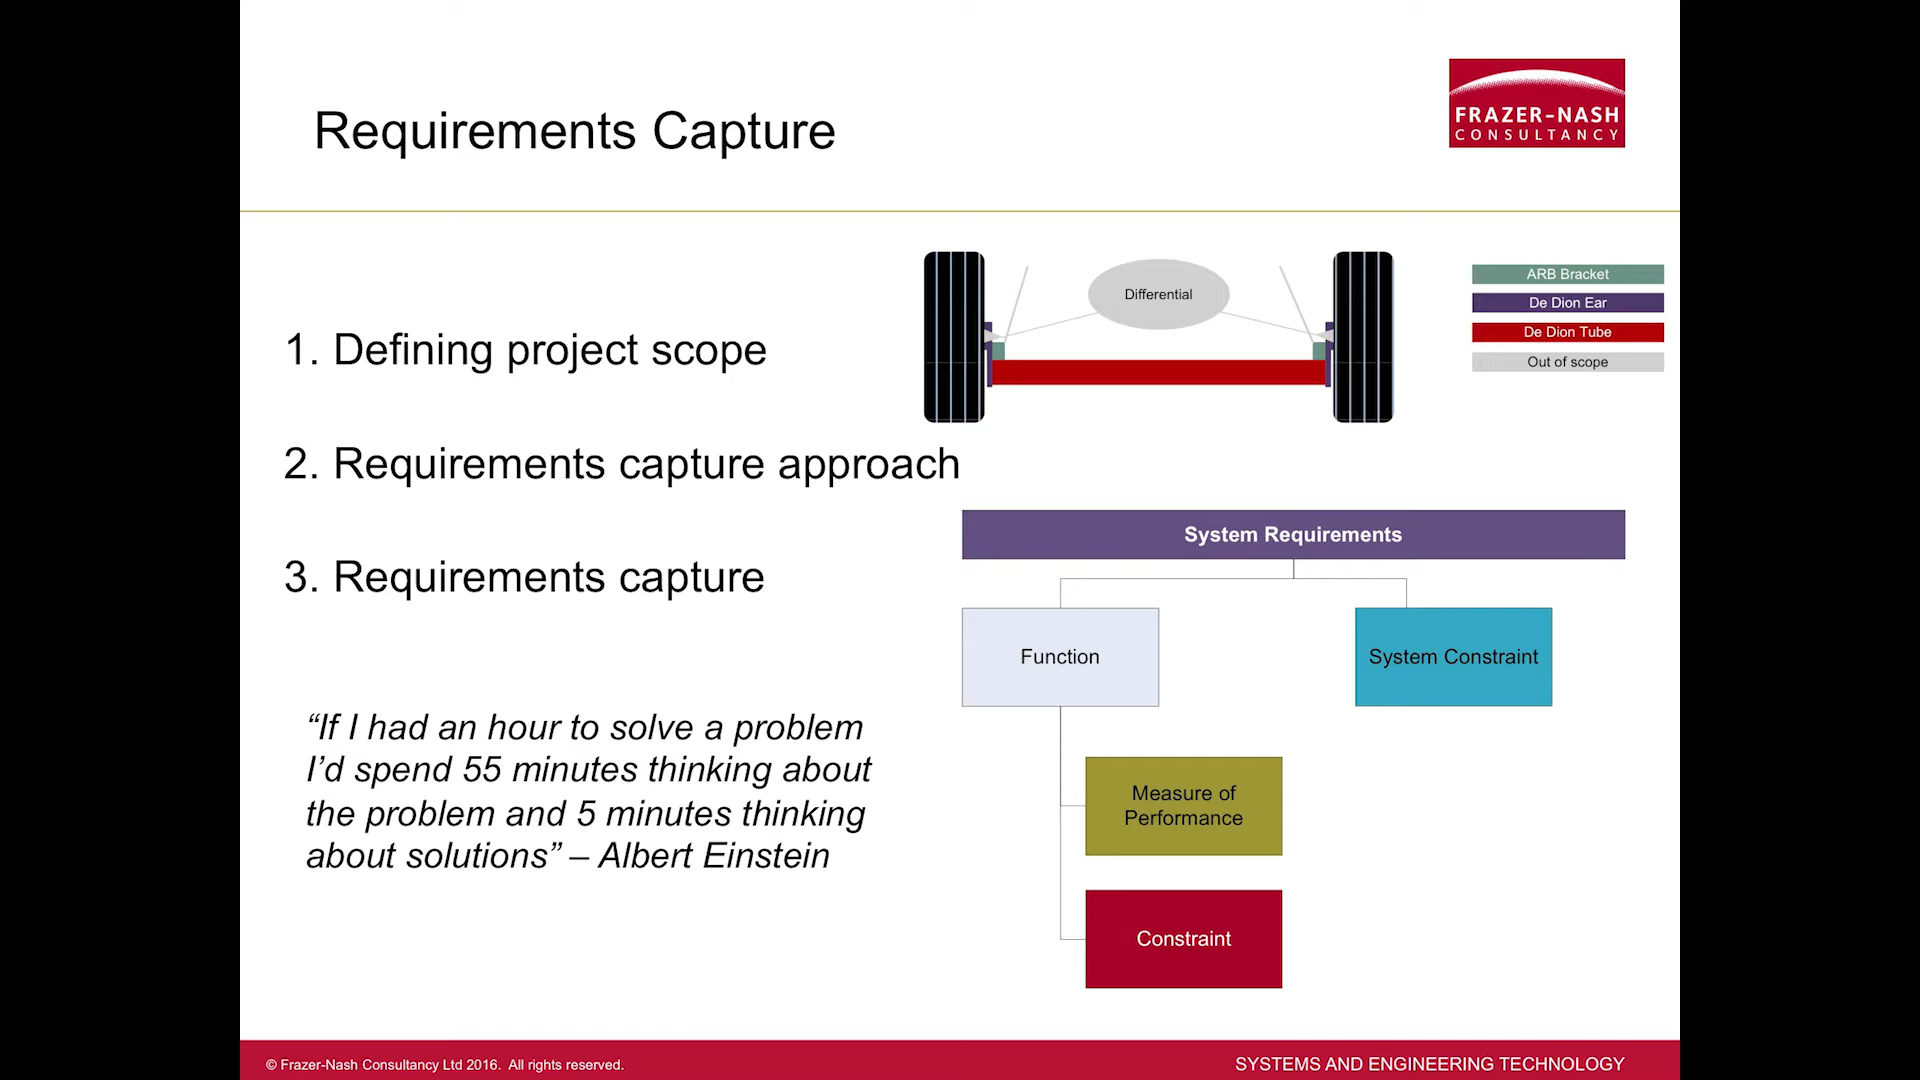 Requirements Capture
FRAZER-NASH
CONSULTANCY
1. Defining project scope
2. Requirements capture approach
3. Requirements capture
“If I had an hour to solve a problem
I’d spend 55 minutes thinking about
the problem and 5 minutes thinking
about solutions” – Albert Einstein
Differential
ARB Bracket
De Dion Ear
De Dion Tube
Out of scope
System Requirements
Function
System Constraint
Measure of
Performance
Constraint
© Frazer-Nash Consultancy Ltd 2016. All rights reserved.
SYSTEMS AND ENGINEERING TECHNOLOGY